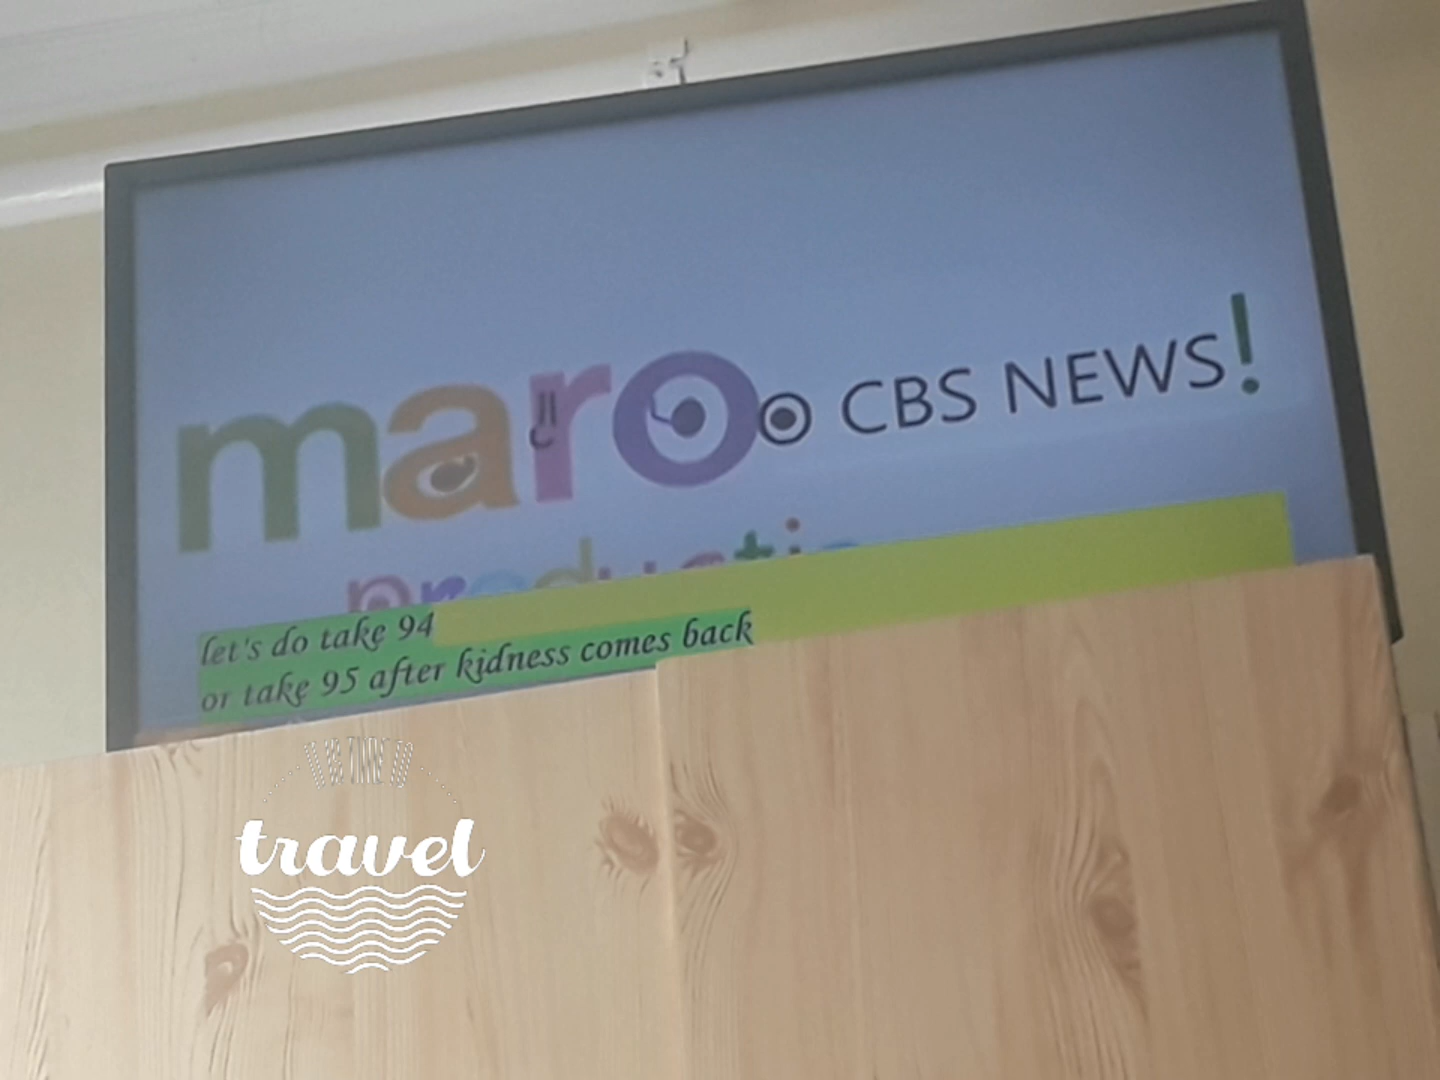 maro CBS NEWS!
let's do take 94
or take 95 after kidness comes back
travel